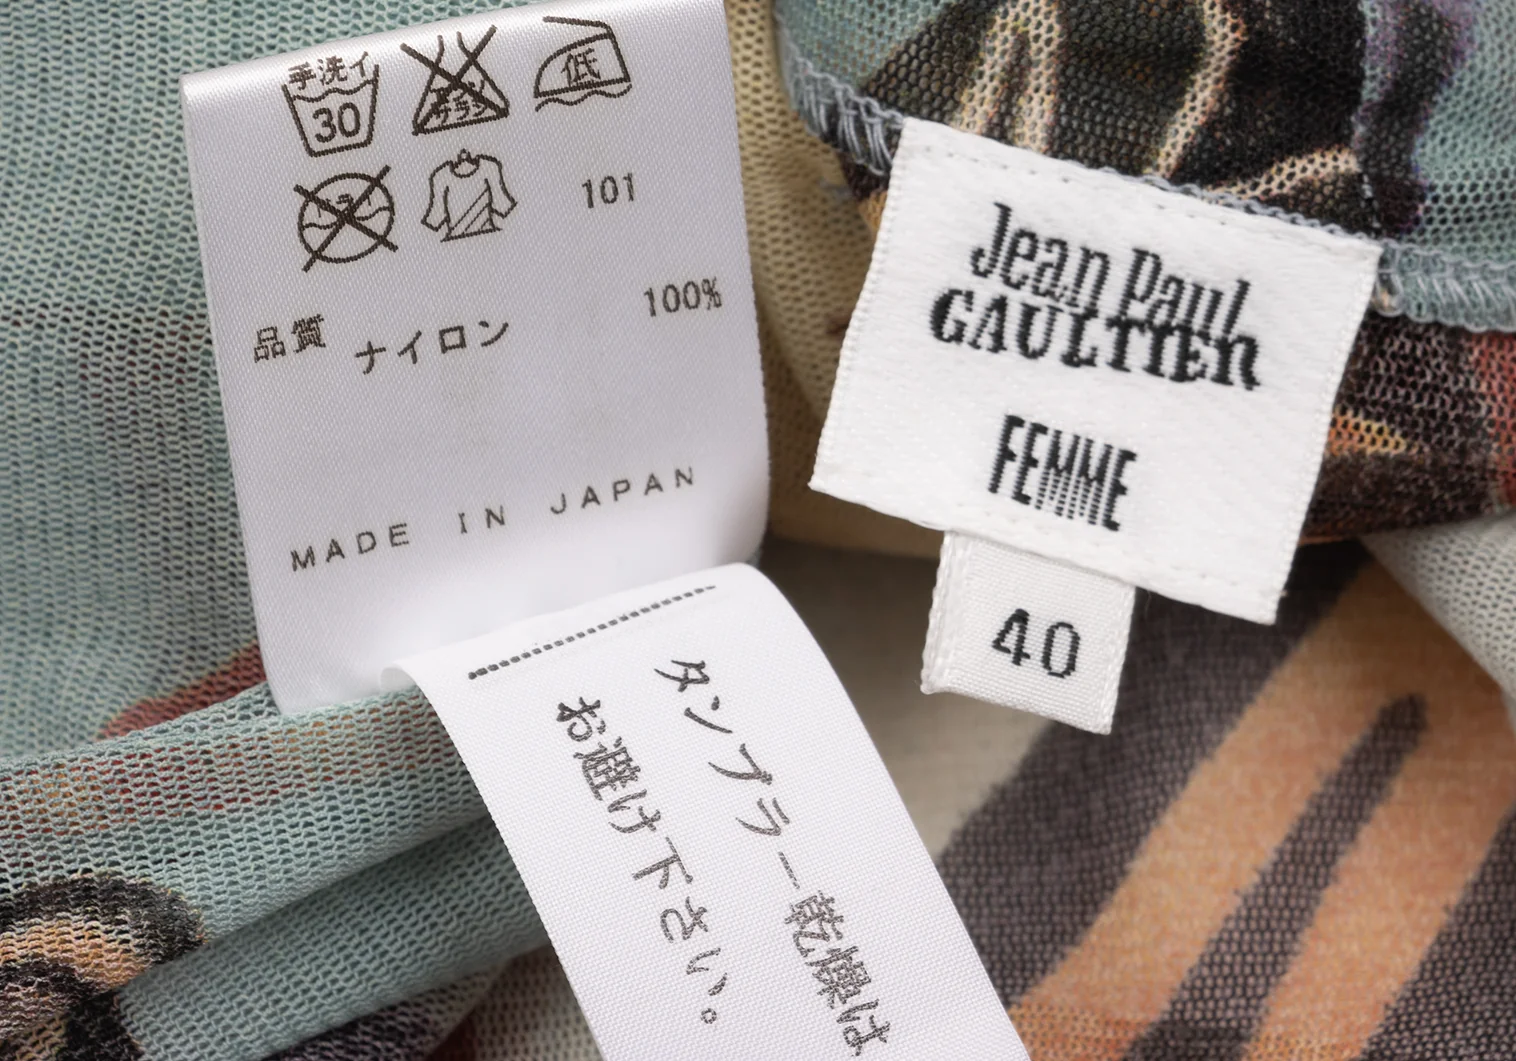 手洗イ
30
低
101
品質 ナイロン 100%
MADE IN JAPAN
タンブラー乾燥は
お避け下さい。
Jean Paul
GAULTIER
FEMME
40